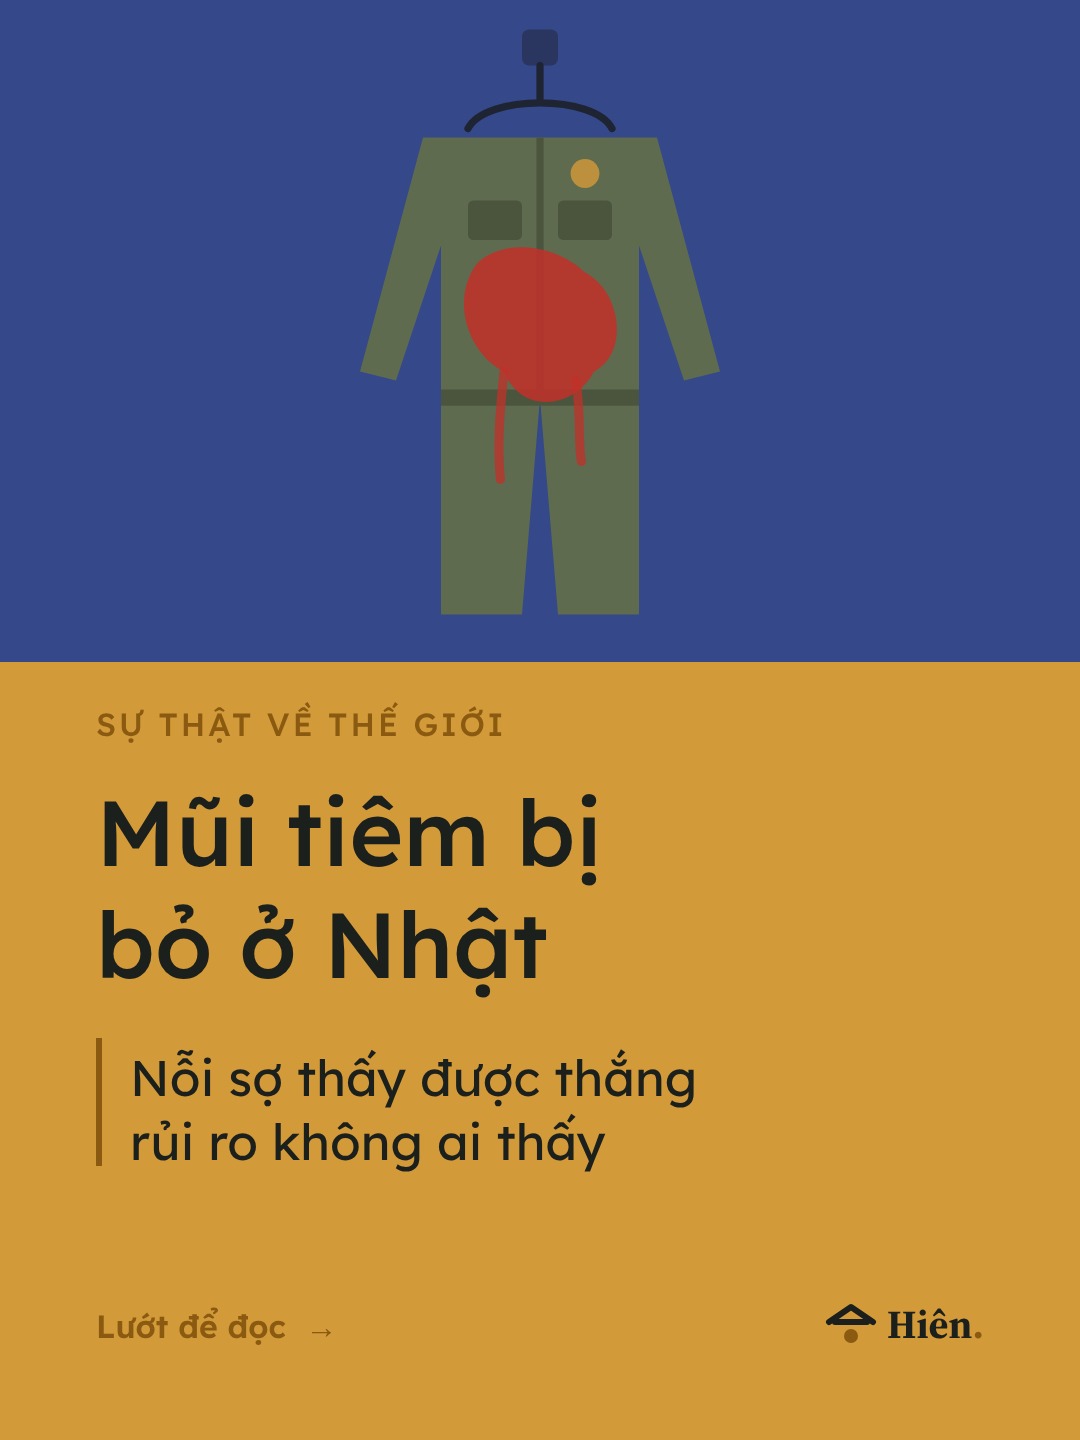 SỰ THẬT VỀ THẾ GIỚI
Mũi tiêm bị
bỏ ở Nhật
Nỗi sợ thấy được thắng
rủi ro không ai thấy
Lướt để đọc →
Hiên.